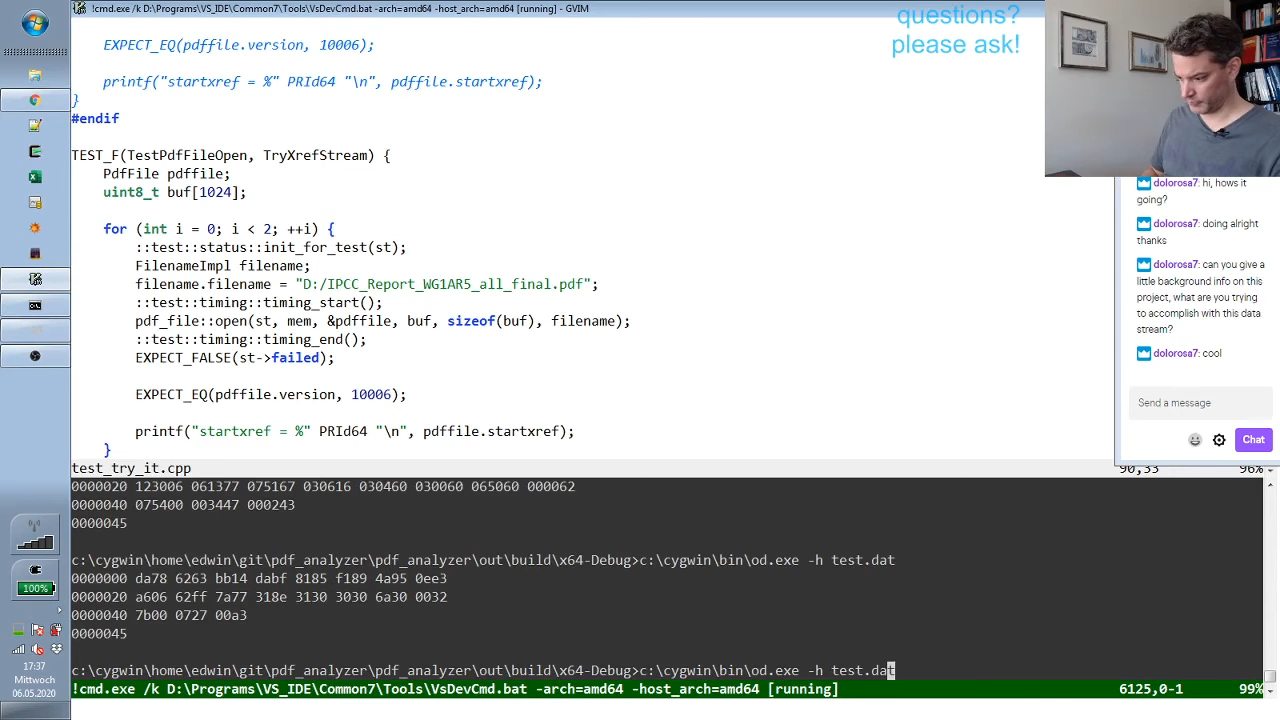 !cmd.exe /k D:\Programs\VS_IDE\Common7\Tools\VsDevCmd.bat -arch=amd64 -host_arch=amd64 [running] - GVIM
questions?
please ask!
EXPECT_EQ(pdffile.version, 10006);
printf("startxref = %" PRId64 "\n", pdffile.startxref);
}
#endif
TEST_F(TestPdfFileOpen, TryXrefStream) {
PdfFile pdffile;
uint8_t buf[1024];
for (int i = 0; i < 2; ++i) {
::test::status::init_for_test(st);
FilenameImpl filename;
filename.filename = "D:/IPCC_Report_WG1AR5_all_final.pdf";
::test::timing::timing_start();
pdf_file::open(st, mem, &pdffile, buf, sizeof(buf), filename);
::test::timing::timing_end();
EXPECT_FALSE(st->failed);
EXPECT_EQ(pdffile.version, 10006);
printf("startxref = %" PRId64 "\n", pdffile.startxref);
}
test_try_it.cpp
90,33
96%
0000020 123006 061377 075167 030616 030460 030060 065060 000062
0000040 075400 003447 000243
0000045
c:\cygwin\home\edwin\git\pdf_analyzer\pdf_analyzer\out\build\x64-Debug>c:\cygwin\bin\od.exe -h test.dat
0000000 da78 6263 bb14 dabf 8185 f189 4a95 0ee3
0000020 a606 62ff 7a77 318e 3130 3030 6a30 0032
0000040 7b00 0727 00a3
0000045
c:\cygwin\home\edwin\git\pdf_analyzer\pdf_analyzer\out\build\x64-Debug>c:\cygwin\bin\od.exe -h test.dat
!cmd.exe /k D:\Programs\VS_IDE\Common7\Tools\VsDevCmd.bat -arch=amd64 -host_arch=amd64 [running]
6125,0-1
99%
dolorosa7: hi, hows it
going?
dolorosa7: doing alright
thanks
dolorosa7: can you give a
little background info on this
project, what are you trying
to accomplish with this data
stream?
dolorosa7: cool
Send a message
Chat
100%
17:37
Mittwoch
06.05.2020